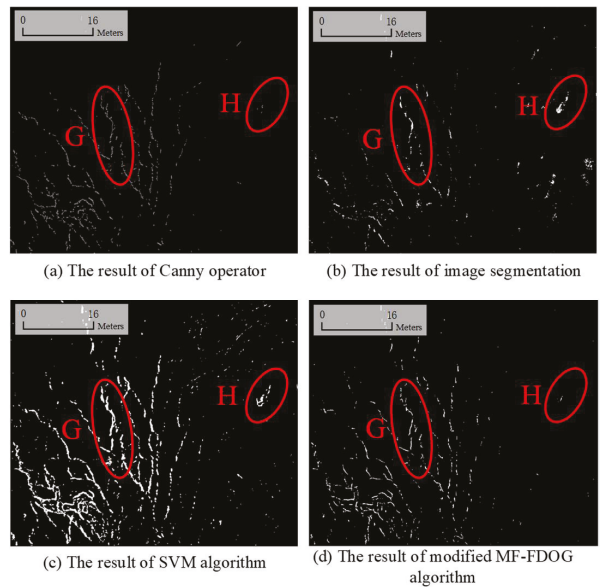 0 16
Meters
G
H
(a) The result of Canny operator
0 16
Meters
G
H
(b) The result of image segmentation
0 16
Meters
G
H
(c) The result of SVM algorithm
0 16
Meters
G
H
(d) The result of modified MF-FDOG
algorithm